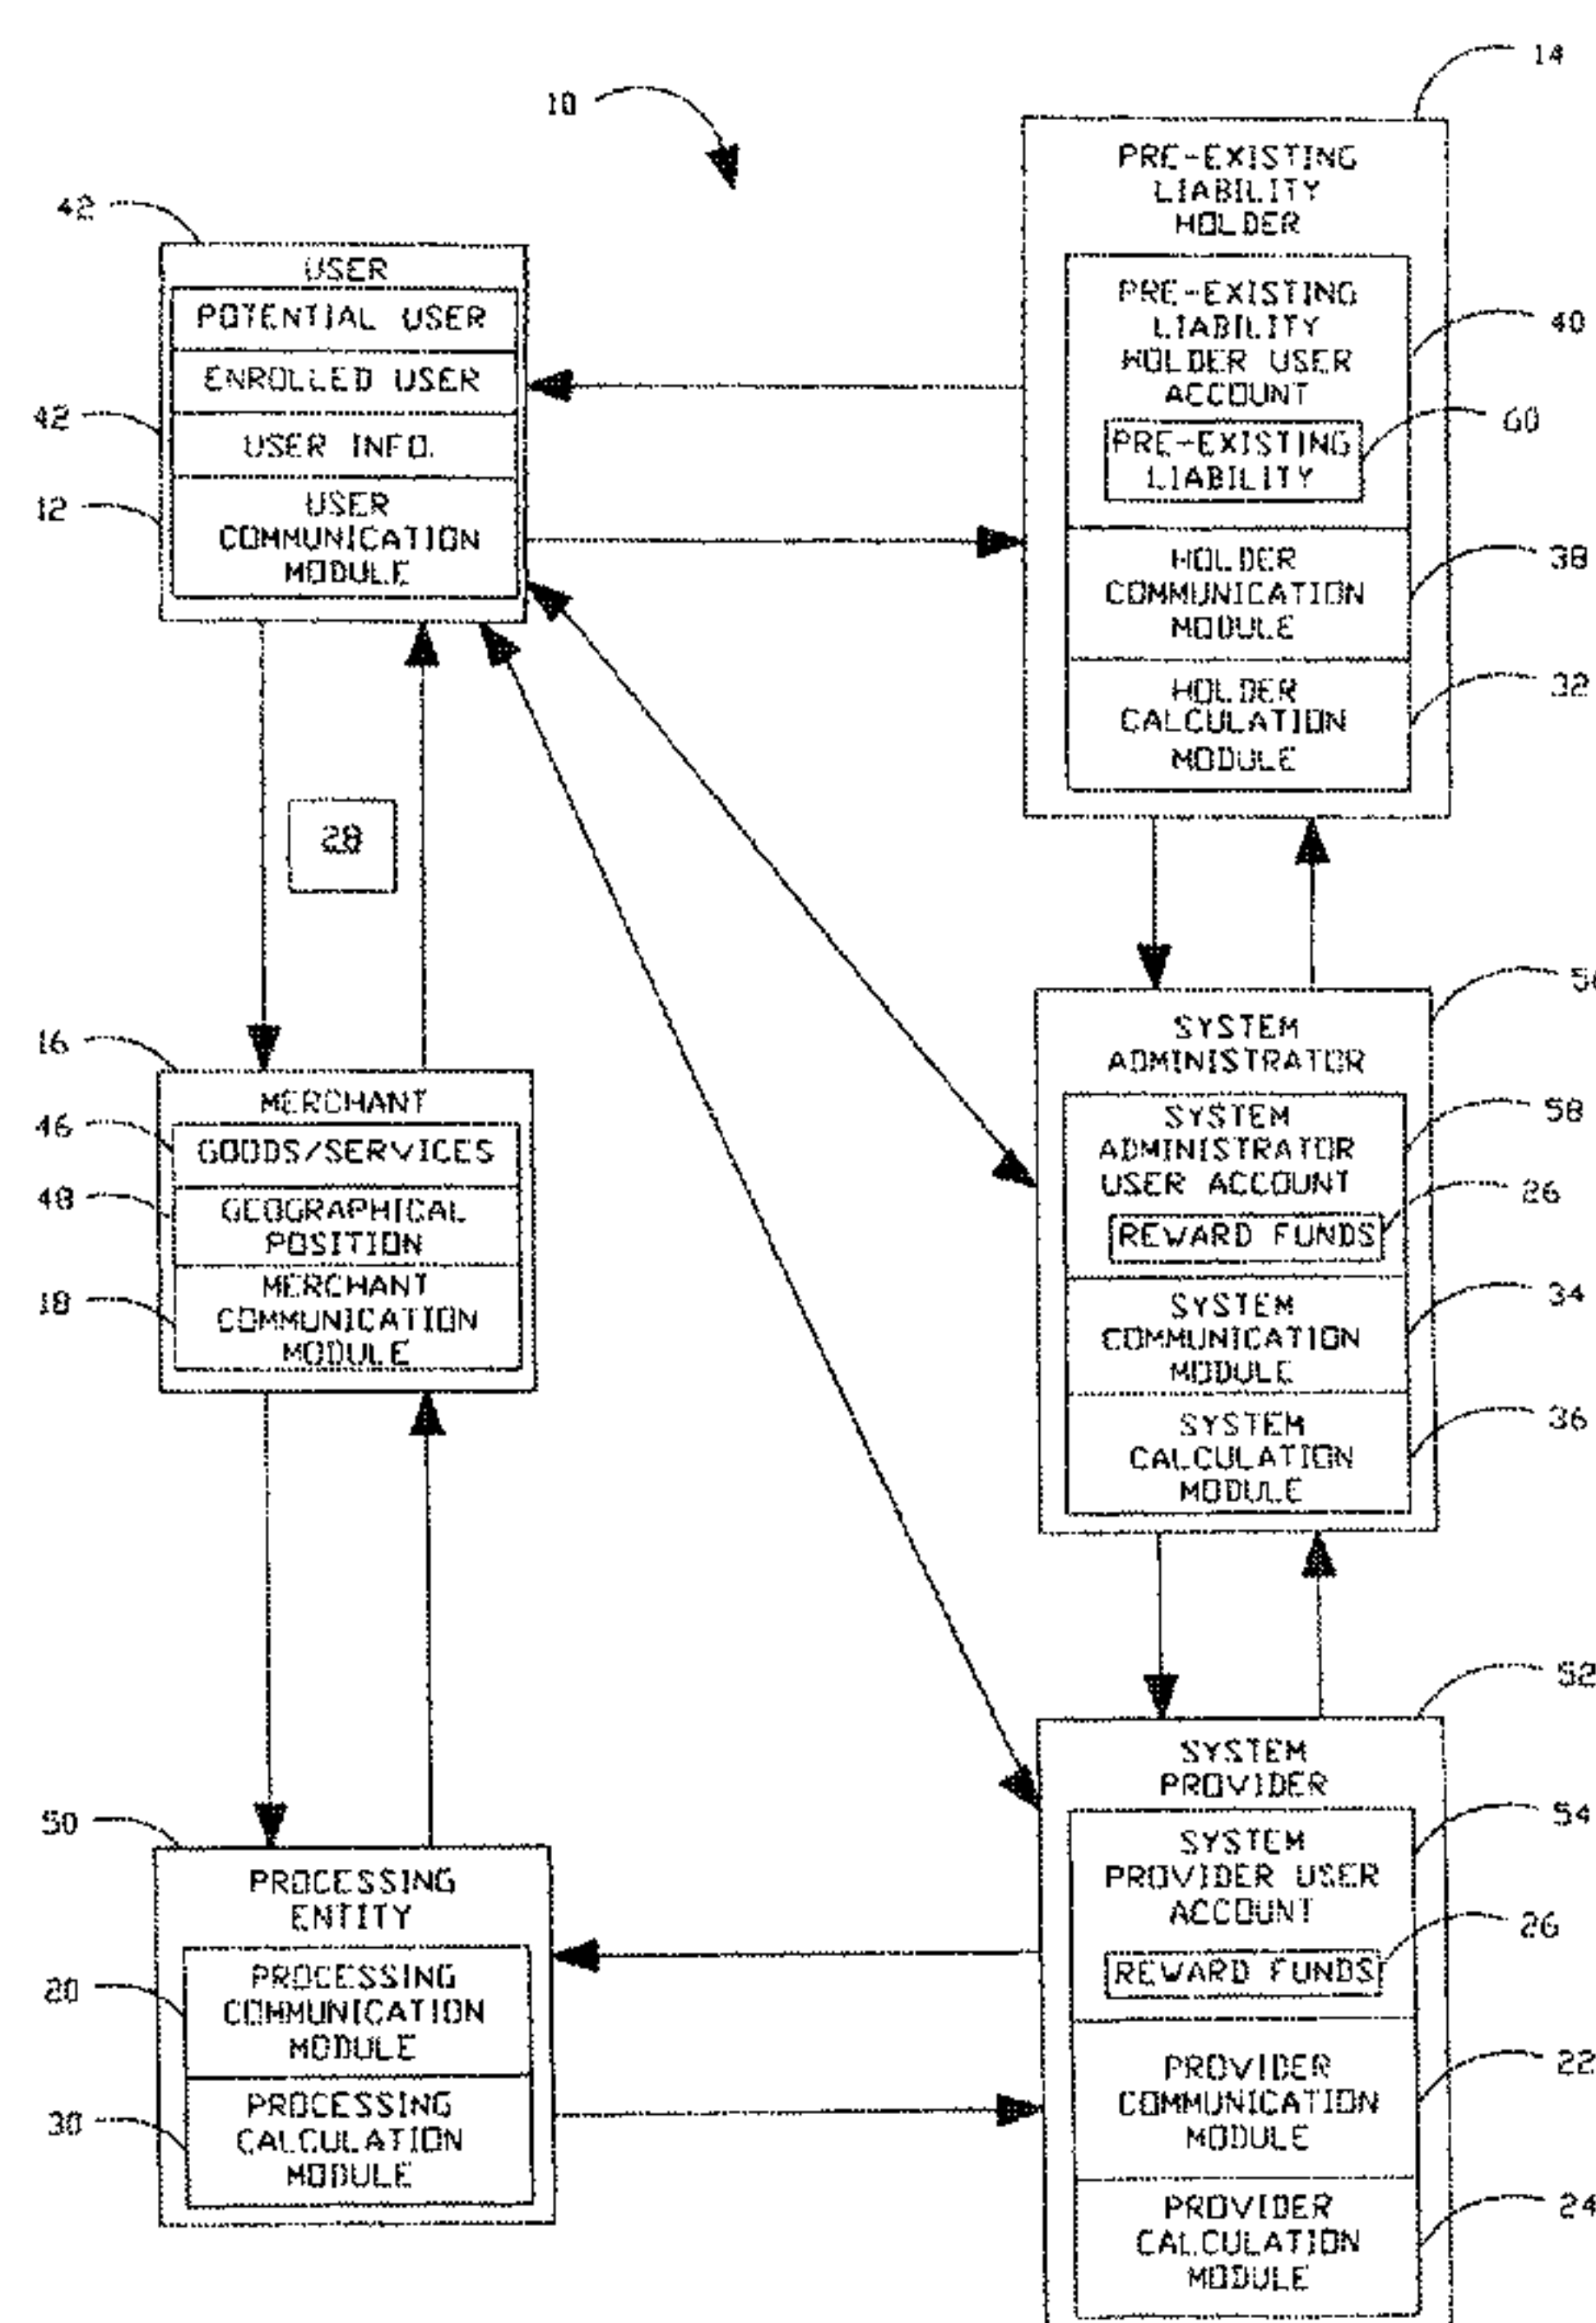 10
14
PRE-EXISTING
LIABILITY
HOLDER
PRE-EXISTING
LIABILITY
HOLDER USER
ACCOUNT
40
PRE-EXISTING
LIABILITY
60
HOLDER
COMMUNICATION
MODULE
38
HOLDER
CALCULATION
MODULE
32
42
USER
POTENTIAL USER
ENROLLED USER
42
USER INFO.
12
USER
COMMUNICATION
MODULE
28
16
MERCHANT
46
GOODS/SERVICES
48
GEOGRAPHICAL
POSITION
18
MERCHANT
COMMUNICATION
MODULE
SYSTEM
ADMINISTRATOR
SYSTEM
ADMINISTRATOR
USER ACCOUNT
58
REWARD FUNDS
26
SYSTEM
COMMUNICATION
MODULE
34
SYSTEM
CALCULATION
MODULE
36
50
PROCESSING
ENTITY
20
PROCESSING
COMMUNICATION
MODULE
30
PROCESSING
CALCULATION
MODULE
52
SYSTEM
PROVIDER
SYSTEM
PROVIDER USER
ACCOUNT
54
REWARD FUNDS
26
PROVIDER
COMMUNICATION
MODULE
22
PROVIDER
CALCULATION
MODULE
24